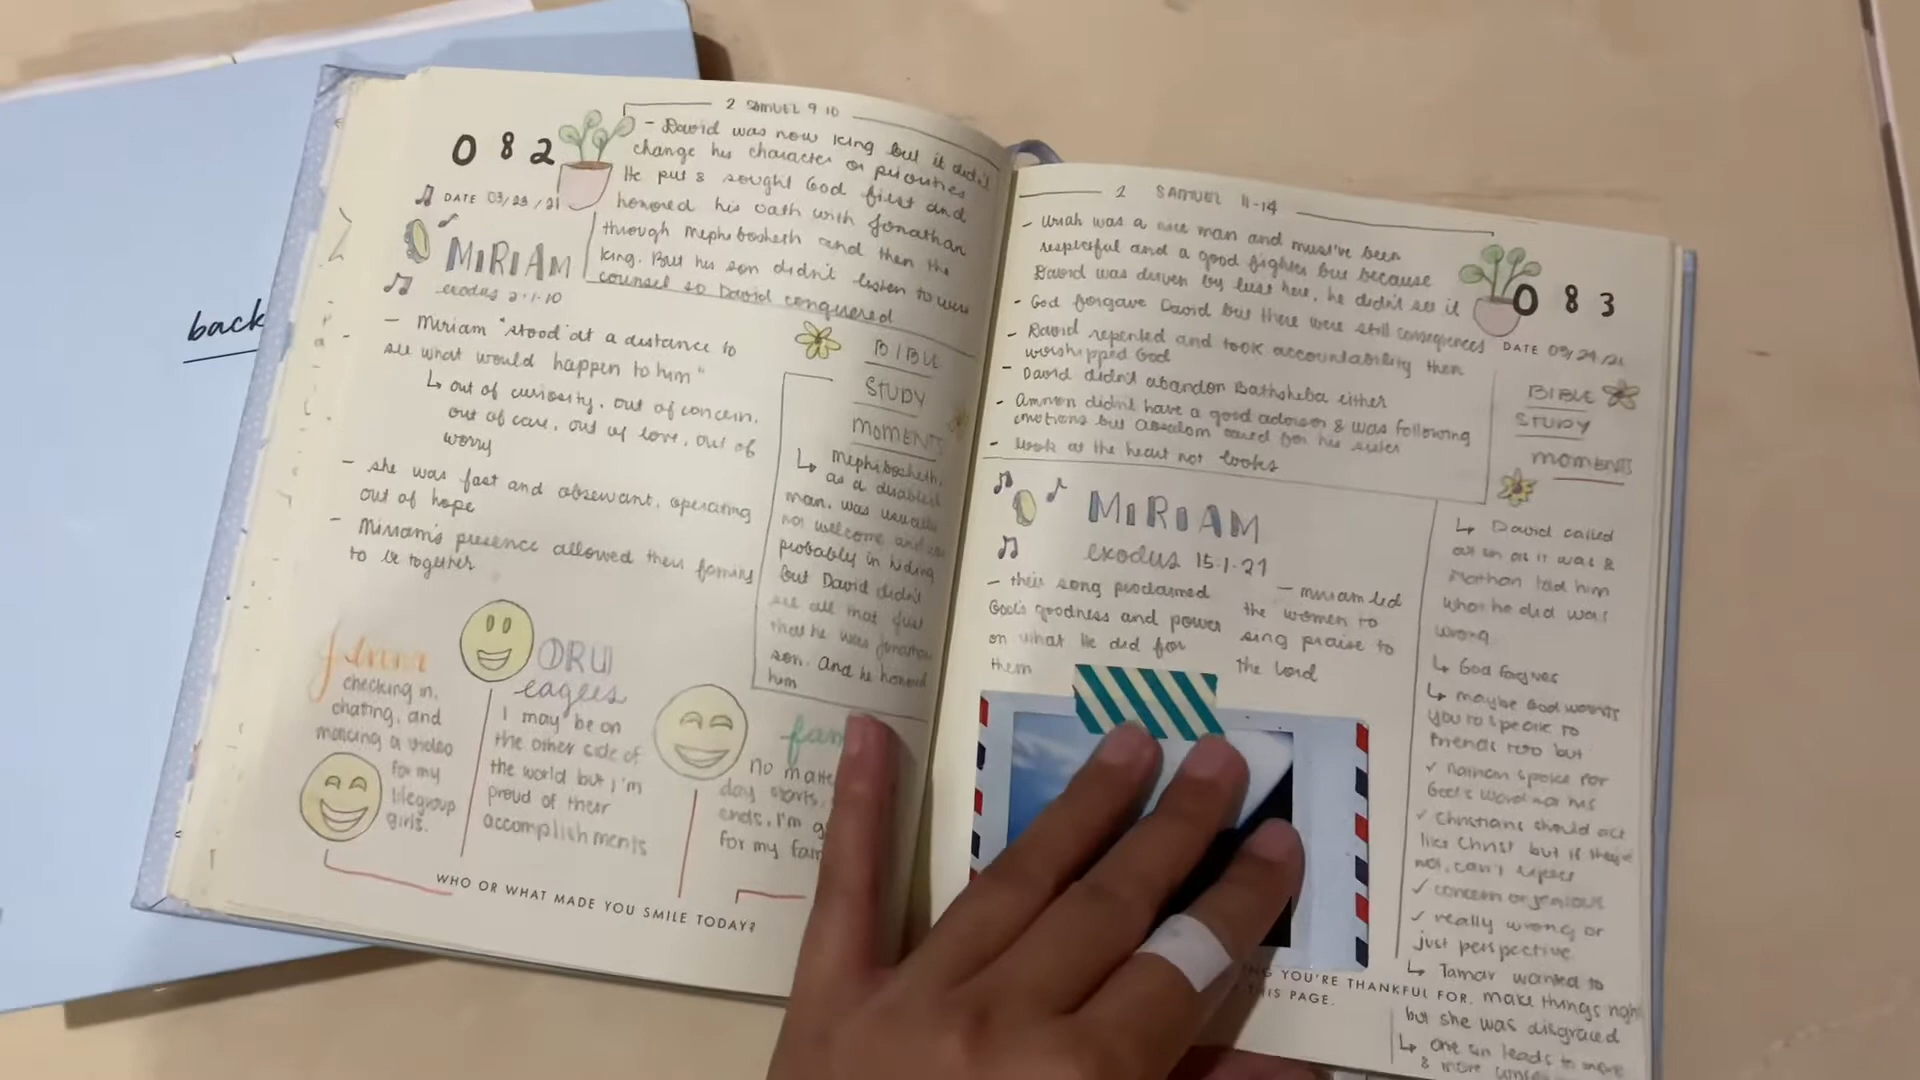 back
2 SAMUEL 9 10
082
DATE 03/23/21
- David was now king but it didn't
change his character or priorities
He put & sought God first and
honored his oath with Jonathan
through Mephibosheth and then the
king. But his son didn't listen to
counsel so David conquered
MIRIAM
exodus 2:1-10
- Miriam "stood at a distance to
see what would happen to him"
↳ out of curiosity, out of concern,
out of care, out of love, out of
worry
- she was fast and observant, operating
out of hope
- Mirriam's presence allowed their family
to be together
BIBLE
STUDY
MOMENTS
↳ Mephibosheth,
as a disabled
man, was usually
not welcome and
probably in hiding
but David didn't
see all that just
that he was Jonathan
son. And he honored
him
checking in,
chatting, and
making a video
for my
lifegroup
girls.
ORU
eagles
I may be on
the other side of
the world but I'm
proud of their
accomplishments
fam
no matte
day starts,
ends, I'm g
for my fam
WHO OR WHAT MADE YOU SMILE TODAY?
2 SAMUEL 11-14
083
DATE 03/24/21
- Uriah was a nice man and must've been
respectful and a good fighter but because
David was driven by lust here, he didn't see it
- God forgave David but there were still consequences
- David repented and took accountability then
worshipped God
- David didn't abandon Bathsheba either
- Amnon didn't have a good advisor & was following
emotions but Absalom cared for his sister
- look at the heart not looks
BIBLE
STUDY
MOMENTS
MIRIAM
exodus 15:1-21
- their song proclaimed
God's goodness and power
on what He did for
them
- miriam led
the women to
sing praise to
the Lord
↳ David called
sin as it was &
Nathan told him
what he did was
wrong
↳ God forgives
↳ maybe God wants
you to speak to
friends too but
✓ Nathan spoke for
God's word not his
✓ Christians should act
like Christ but if they're
not, can't
✓ concern or jealous
✓ really wrong or
just perspective
↳ Tamar wanted to
make things right
but she was disgraced
↳ one sin leads to more
& more
ING YOU'RE THANKFUL FOR.
THIS PAGE.